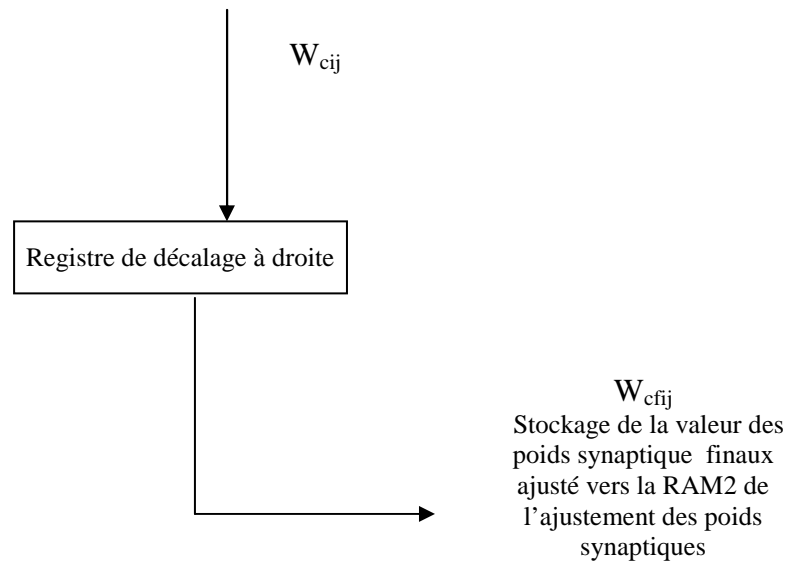 W_cij
Registre de décalage à droite
W_cfij
Stockage de la valeur des
poids synaptique finaux
ajusté vers la RAM2 de
l'ajustement des poids
synaptiques